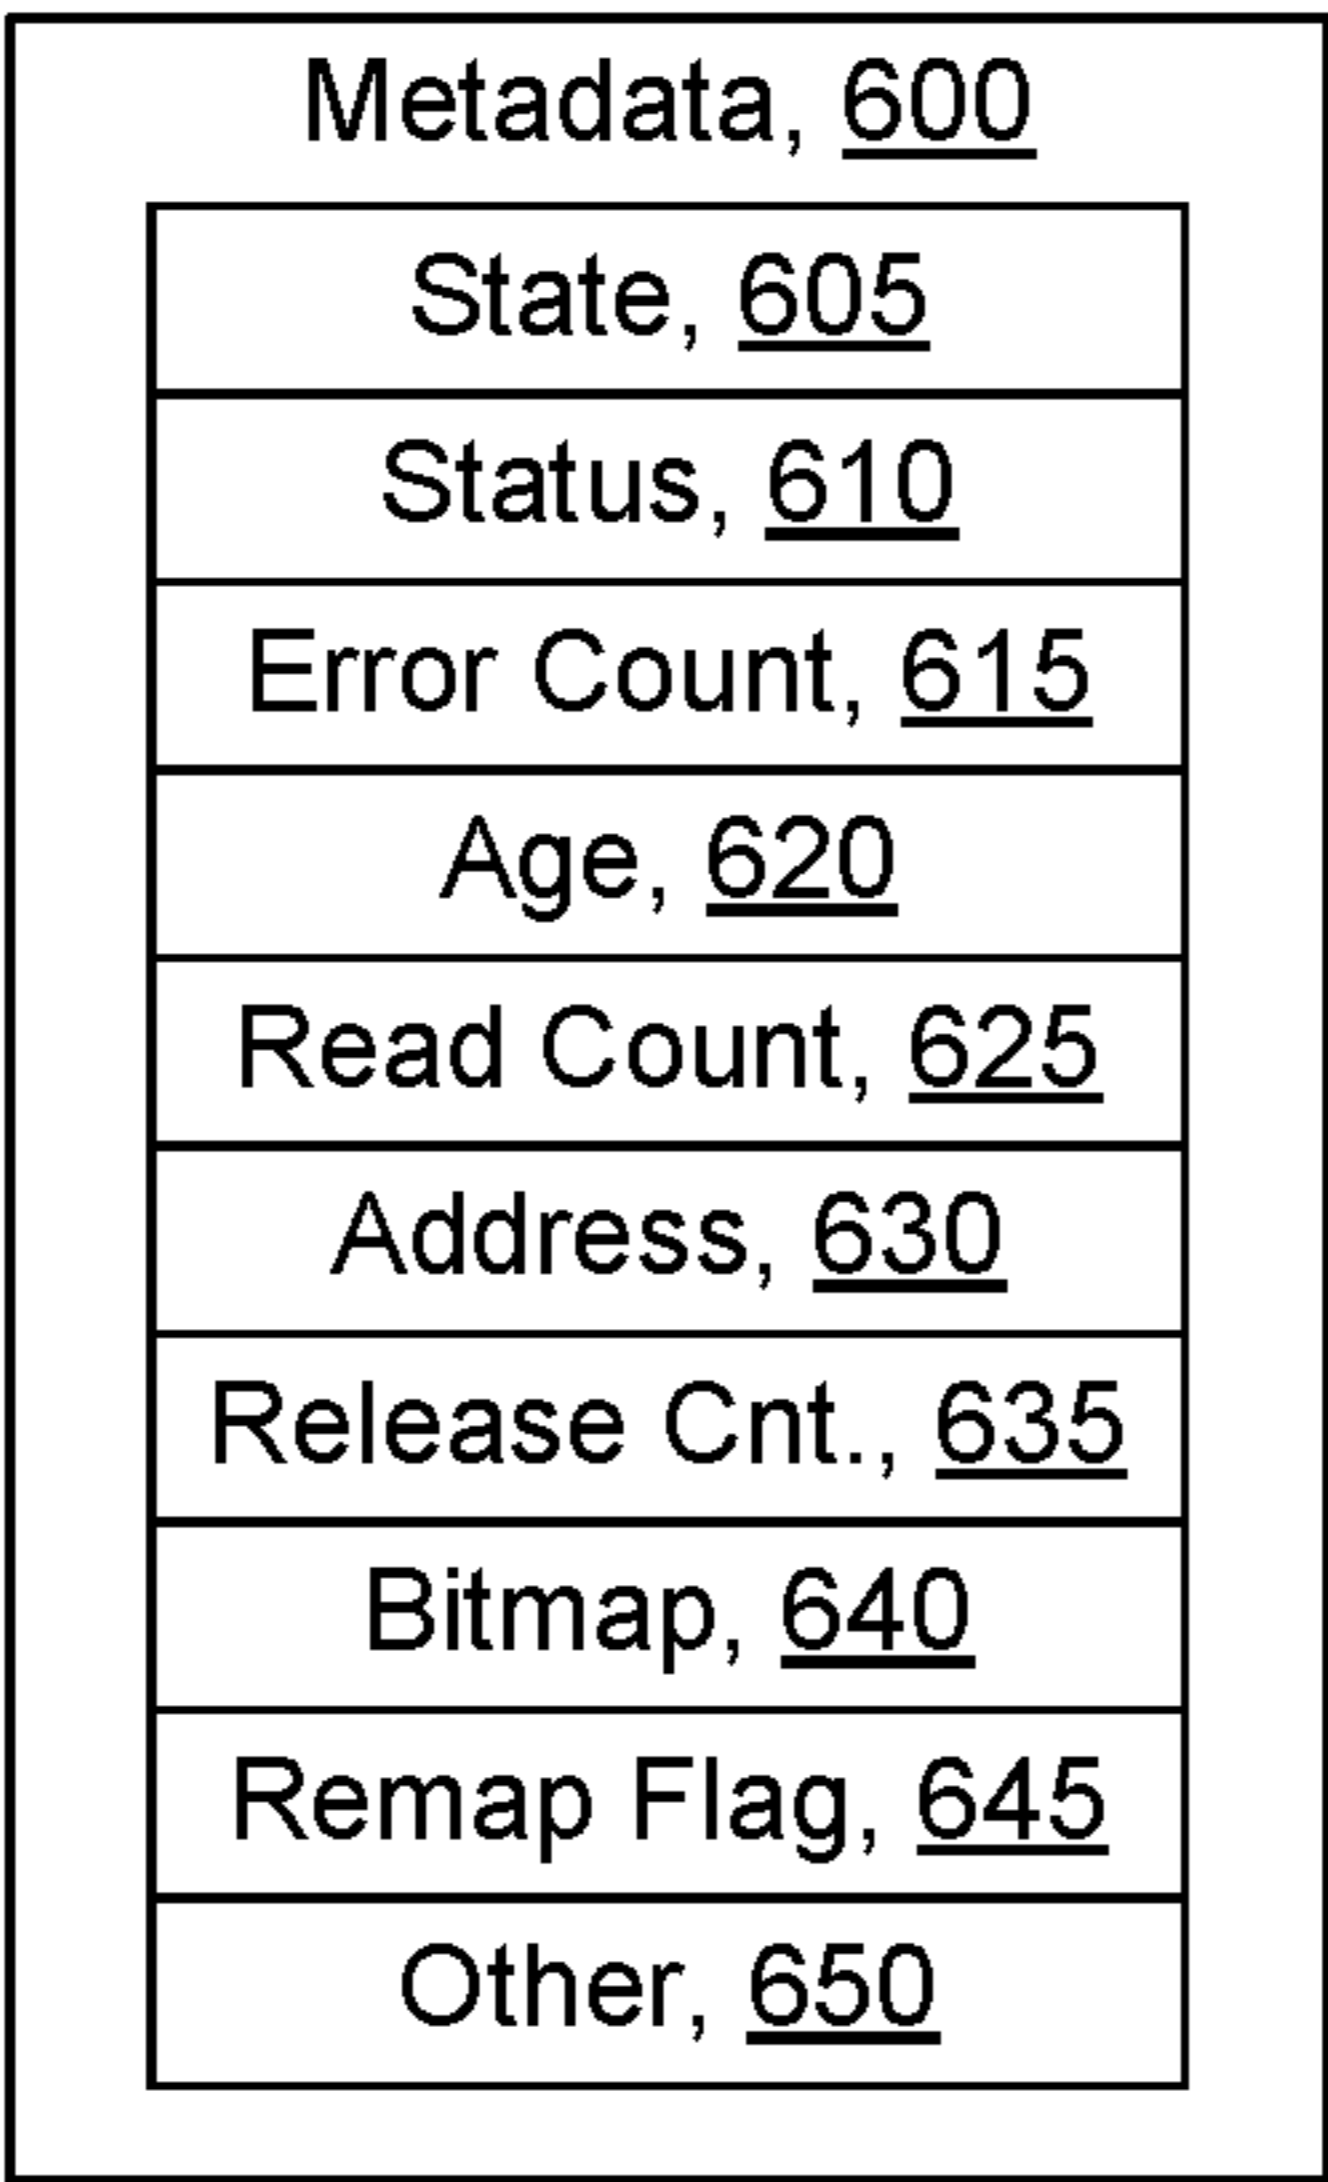 Metadata, 600
State, 605
Status, 610
Error Count, 615
Age, 620
Read Count, 625
Address, 630
Release Cnt., 635
Bitmap, 640
Remap Flag, 645
Other, 650